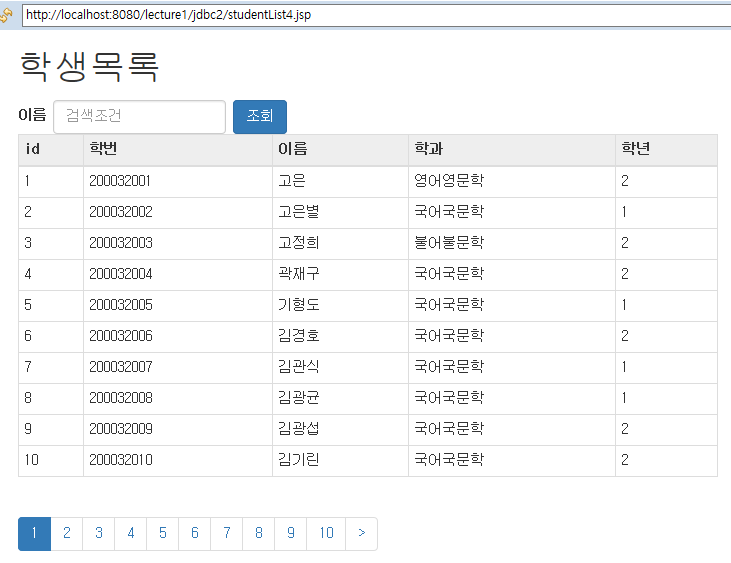 http://localhost:8080/lecture1/jdbc2/studentList4.jsp
학생목록
이름 검색조건 조회
id 학번 이름 학과 학년
1 200032001 고은 영어영문학 2
2 200032002 고은별 국어국문학 1
3 200032003 고정희 불어불문학 2
4 200032004 곽재구 국어국문학 2
5 200032005 기형도 국어국문학 1
6 200032006 김경호 국어국문학 2
7 200032007 김관식 국어국문학 1
8 200032008 김광균 국어국문학 1
9 200032009 김광섭 국어국문학 2
10 200032010 김기린 국어국문학 2
1 2 3 4 5 6 7 8 9 10 >